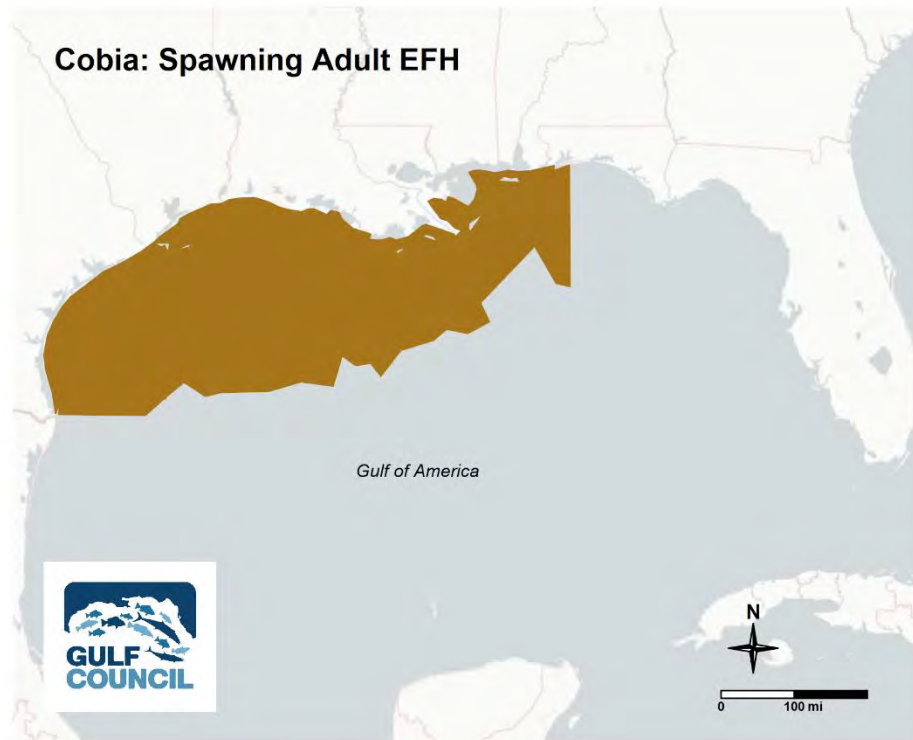 Cobia: Spawning Adult EFH
Gulf of America
GULF
COUNCIL
N
0 100 mi